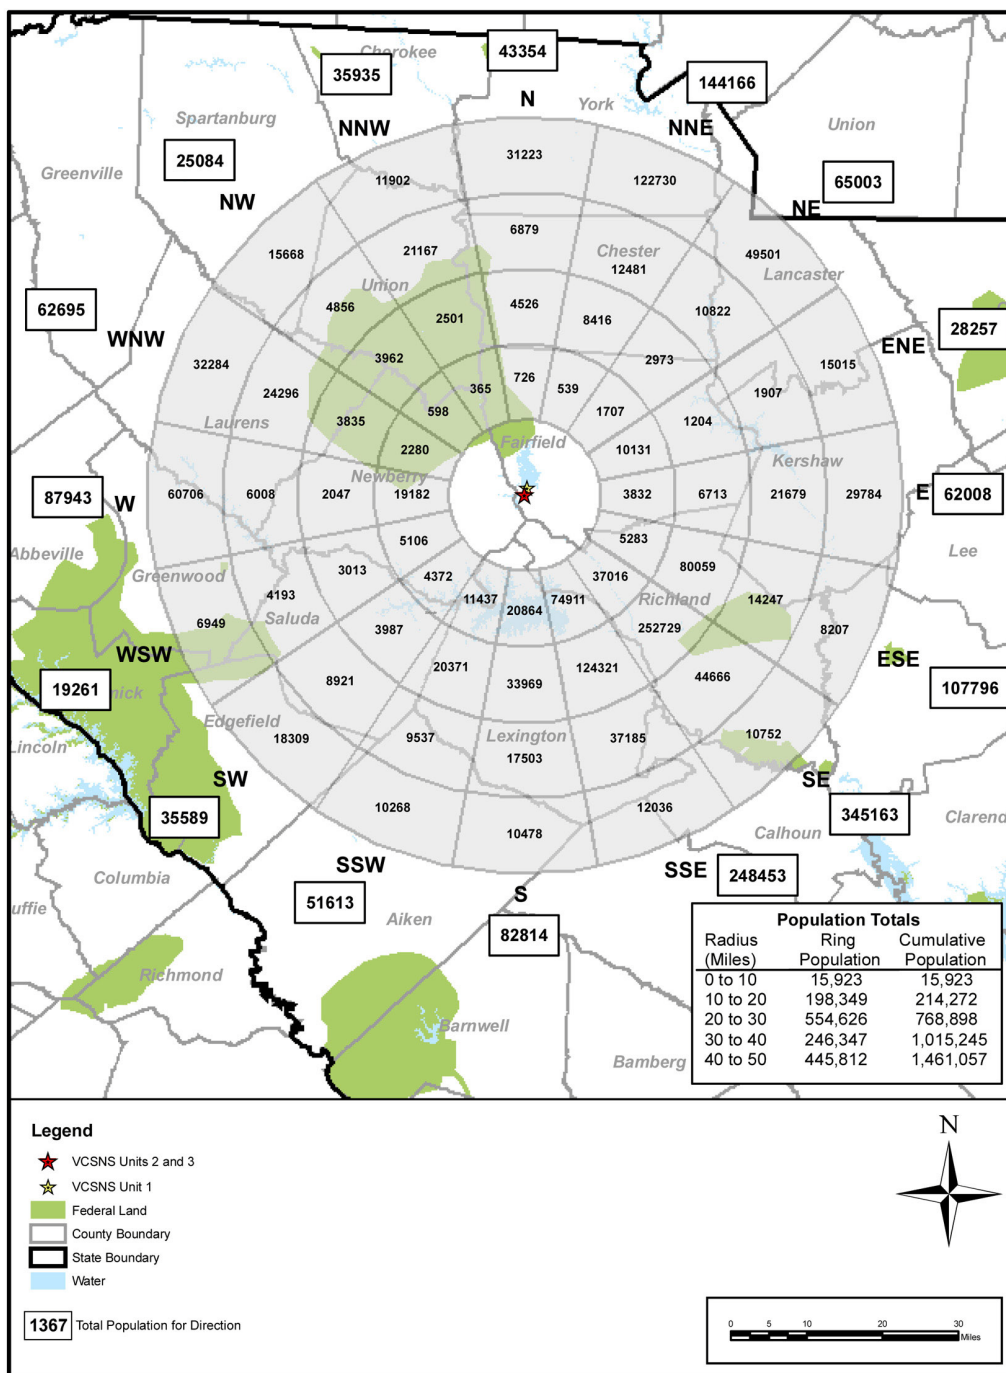 Cherokee
43354
35935
144166
N
York
NNW
NNE
Spartanburg
Union
25084
31223
Greenville
65003
11902
122730
NW
NE
6879
21167
15668
Chester
49501
12481
Lancaster
Union
4856
4526
62695
2501
8416
10822
28257
WNW
ENE
3962
2973
32284
15015
726
365
539
24296
1907
598
1707
Laurens
3835
1204
Fairfield
2280
10131
Kershaw
Newberry
87943
W
60706
6008
2047
19182
3832
6713
21679
29784
E
62008
5106
5283
Abbeville
Lee
3013
80059
Greenwood
4372
37016
4193
11437
20864
74911
Richland
14247
Saluda
6949
3987
252729
8207
WSW
ESE
20371
124321
19261
mick
8921
33969
44666
107796
Edgefield
Lincoln
18309
9537
Lexington
37185
10752
17503
SW
SE
35589
10268
12036
345163
10478
Calhoun
Clarend
SSW
SSE
Columbia
248453
S
51613
uffie
Aiken
82814
Richmond
Barnwell
Bamberg
Population Totals
Radius Ring Cumulative
(Miles) Population Population
0 to 10 15,923 15,923
10 to 20 198,349 214,272
20 to 30 554,626 768,898
30 to 40 246,347 1,015,245
40 to 50 445,812 1,461,057
Legend
VCSNS Units 2 and 3
VCSNS Unit 1
Federal Land
County Boundary
State Boundary
Water
1367 Total Population for Direction
N
0 5 10 20 30
Miles